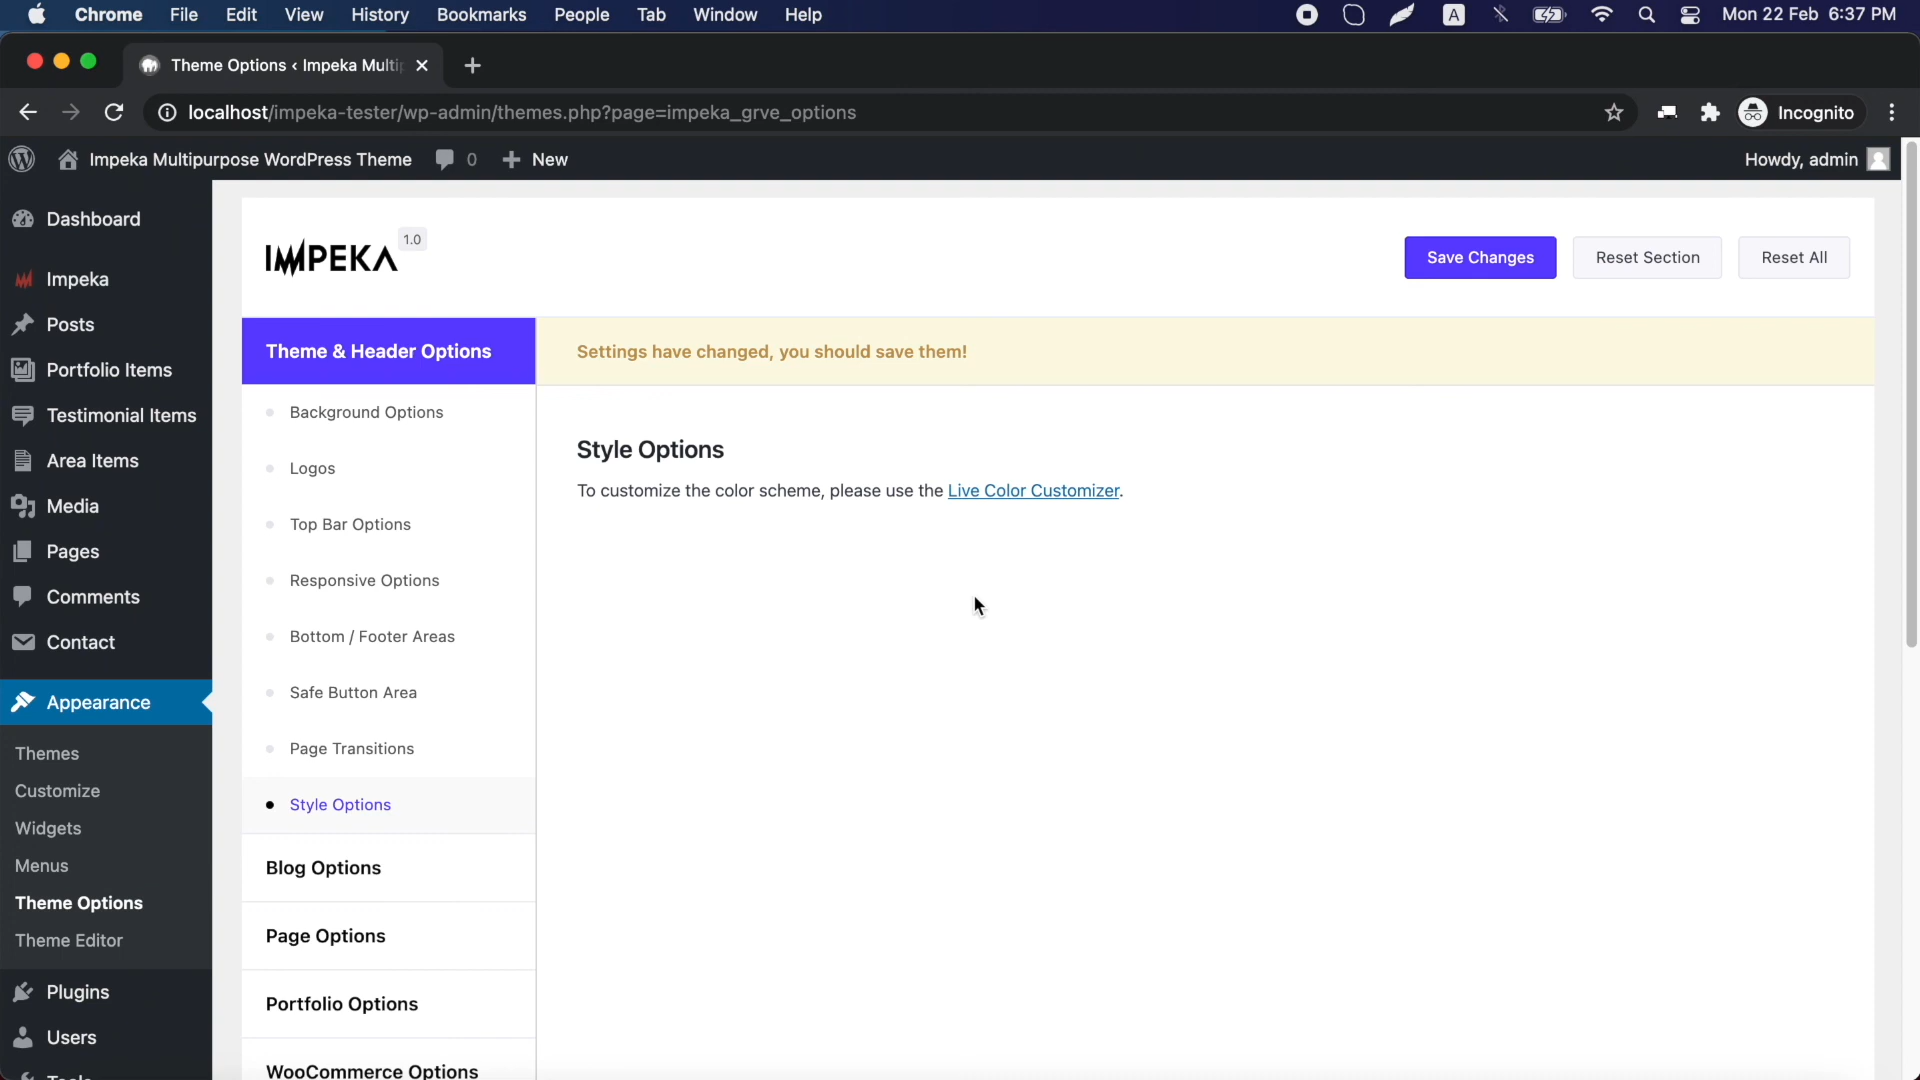 Chrome File Edit View History Bookmarks People Tab Window Help A Mon 22 Feb 6:37 PM
Theme Options ‹ Impeka Multip
localhost/impeka-tester/wp-admin/themes.php?page=impeka_grve_options Incognito
Impeka Multipurpose WordPress Theme 0 New Howdy, admin
Dashboard
Impeka
Posts
Portfolio Items
Testimonial Items
Area Items
Media
Pages
Comments
Contact
Appearance
Themes
Customize
Widgets
Menus
Theme Options
Theme Editor
Plugins
Users
IMPEKA 1.0
Save Changes Reset Section Reset All
Theme & Header Options
Background Options
Logos
Top Bar Options
Responsive Options
Bottom / Footer Areas
Safe Button Area
Page Transitions
Style Options
Blog Options
Page Options
Portfolio Options
WooCommerce Options
Settings have changed, you should save them!
Style Options
To customize the color scheme, please use the Live Color Customizer.